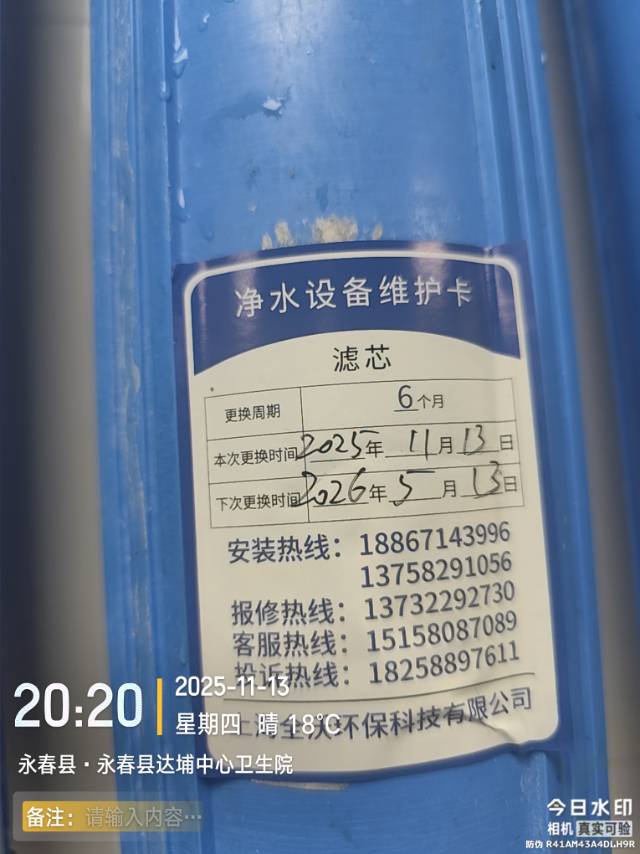 净水设备维护卡
滤芯
更换周期 6个月
本次更换时间 2025年 11月 13日
下次更换时间 2026年 5月 13日
安装热线：18867143996
13758291056
报修热线：13732292730
客服热线：15158087089
投诉热线：18258897611
环保科技有限公司
20:20
2025-11-13
星期四 晴 18℃
永春县·永春县达埔中心卫生院
备注：请输入内容…
今日水印
相机 真实可验
防伪 R41AM43A4DLH9R